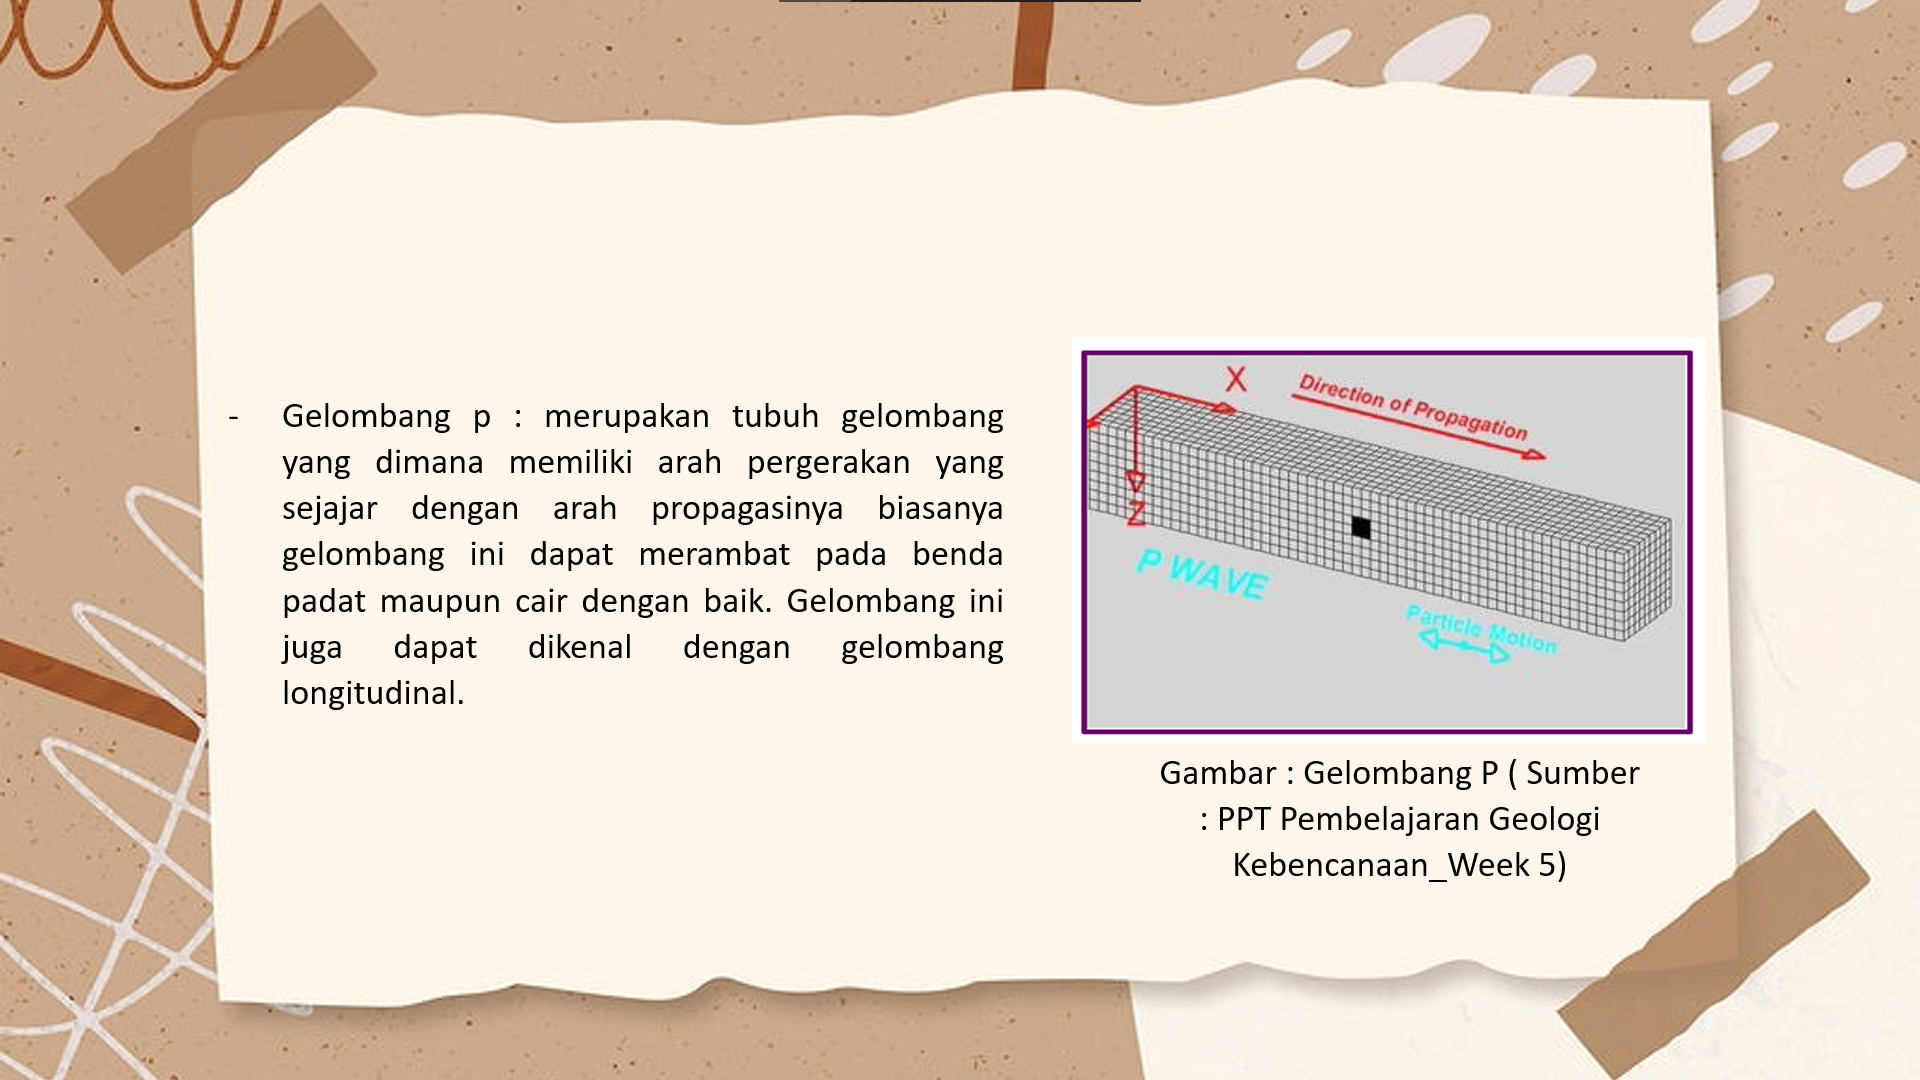 - Gelombang p : merupakan tubuh gelombang
yang dimana memiliki arah pergerakan yang
sejajar dengan arah propagasinya biasanya
gelombang ini dapat merambat pada benda
padat maupun cair dengan baik. Gelombang ini
juga dapat dikenal dengan gelombang
longitudinal.
X
Direction of Propagation
Z
P WAVE
Particle Motion
Gambar : Gelombang P ( Sumber
: PPT Pembelajaran Geologi
Kebencanaan_Week 5)